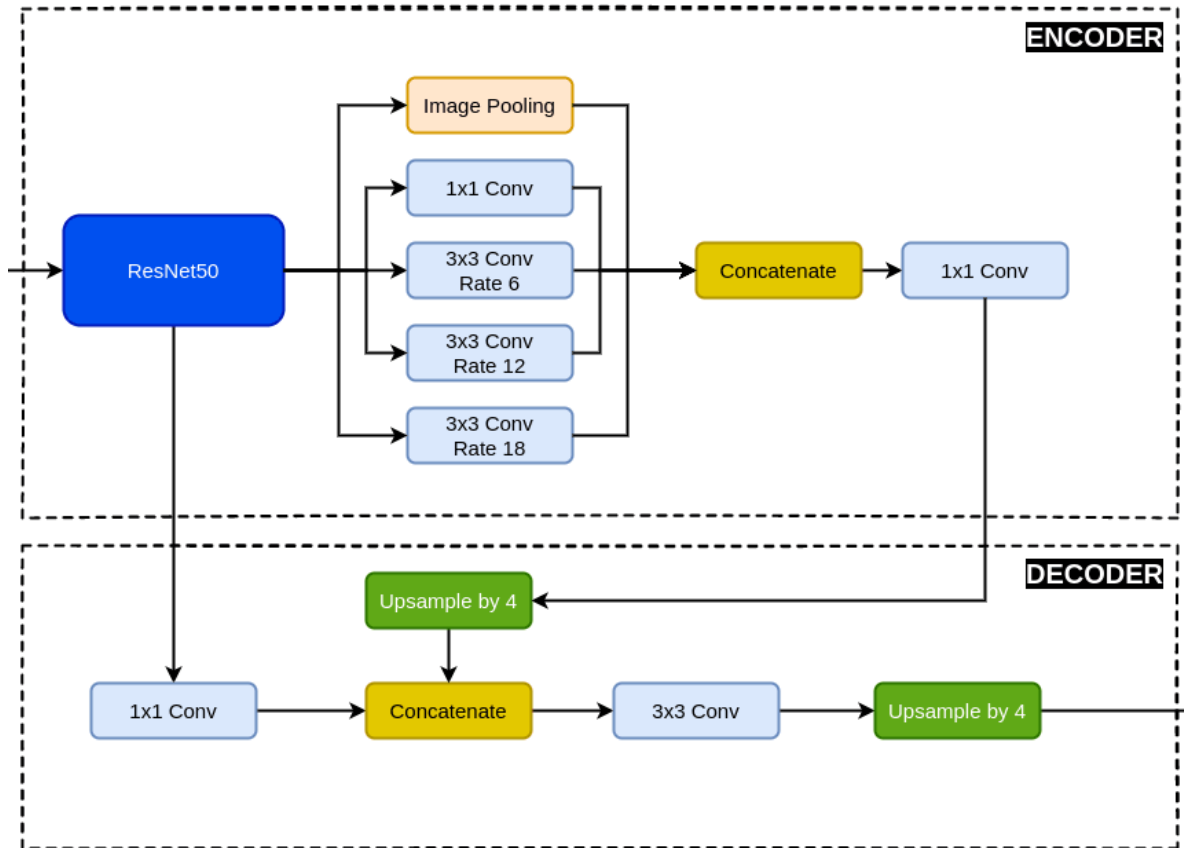 ENCODER
Image Pooling
1x1 Conv
ResNet50
3x3 Conv
Rate 6
Concatenate
1x1 Conv
3x3 Conv
Rate 12
3x3 Conv
Rate 18
DECODER
Upsample by 4
1x1 Conv
Concatenate
3x3 Conv
Upsample by 4